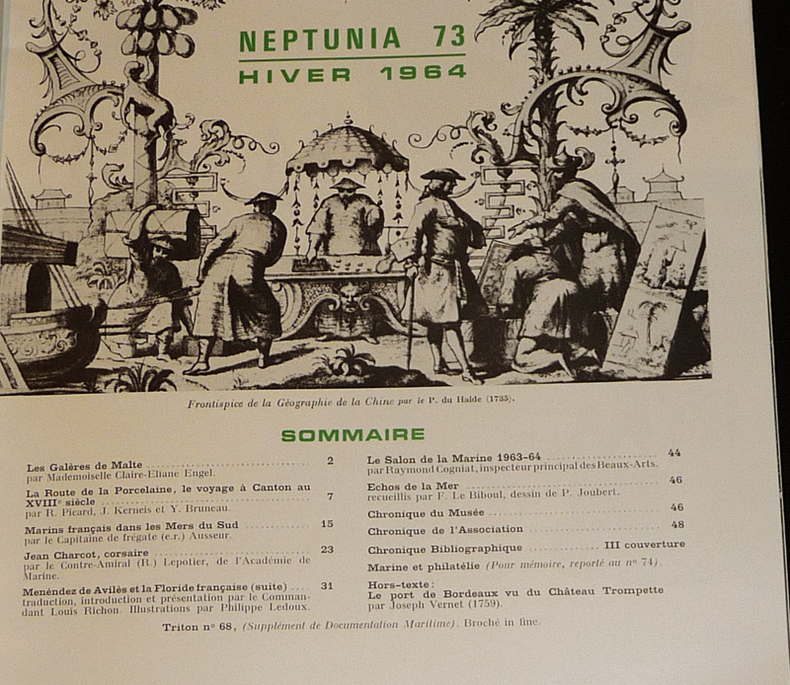 NEPTUNIA 73
HIVER 1964
Frontispice de la Géographie de la Chine par le P. du Halde (1735).
SOMMAIRE
Les Galères de Malte ........ 2
par Mademoiselle Claire-Eliane Engel.
La Route de la Porcelaine, le voyage à Canton au
XVIIIe siècle ........ 7
par R. Picard, J. Kerneis et Y. Bruneau.
Marins français dans les Mers du Sud ........ 15
par le Capitaine de frégate (e.r.) Ausseur.
Jean Charcot, corsaire ........ 23
par le Contre-Amiral (R.) Lepotier, de l'Académie de
Marine.
Menéndez de Avilès et la Floride française (suite) .... 31
traduction, introduction et présentation par le Comman-
dant Louis Richon. Illustrations par Philippe Ledoux.
Le Salon de la Marine 1963-64 ........ 44
par Raymond Cogniat, inspecteur principal des Beaux-Arts.
Echos de la Mer ........ 46
recueillis par F. Le Biboul, dessin de P. Joubert.
Chronique du Musée ........ 46
Chronique de l'Association ........ 48
Chronique Bibliographique ........ III couverture
Marine et philatélie (Pour mémoire, reporté au n° 74).
Hors-texte :
Le port de Bordeaux vu du Château Trompette
par Joseph Vernet (1759).
Triton n° 68, (Supplément de Documentation Maritime). Broché in fine.